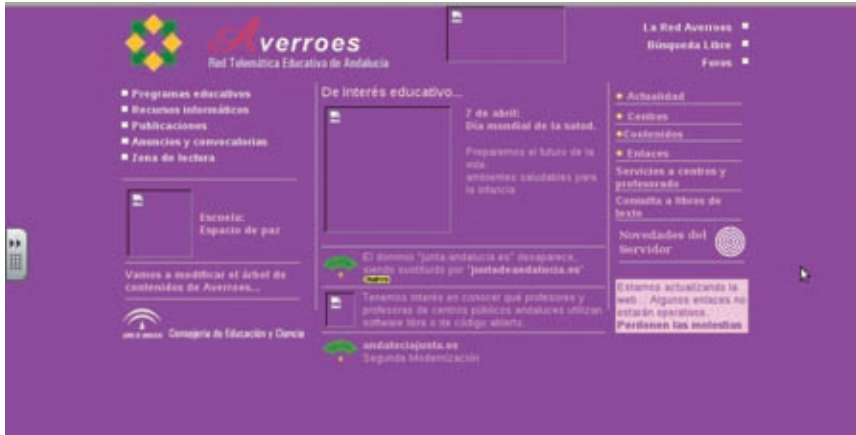 Averroes
Red Telemática Educativa de Andalucía
La Red Averroes
Búsqueda Libre
Foros
Programas educativos
Recursos informáticos
Publicaciones
Anuncios y convocatorias
Zona de lectura
Escuela:
Espacio de paz
Vamos a modificar el árbol de
contenidos de Averroes...
Consejería de Educación y Ciencia
De interés educativo...
7 de abril:
Día mundial de la salud.
Preparemos el futuro de la
vida:
ambientes saludables para
la infancia
El dominio "junta-andalucia.es" desaparece,
siendo sustituido por "juntadeandalucia.es"
Tenemos interés en conocer qué profesores y
profesoras de centros públicos andaluces utilizan
software libre o de código abierto.
andaluciajunta.es
Segunda Modernización
Actualidad
Centros
Contenidos
Enlaces
Servicios a centros y
profesorado
Consulta a libros de
texto
Novedades del
Servidor
Estamos actualizando la
web... Algunos enlaces no
estarán operativos.
Perdonen las molestias